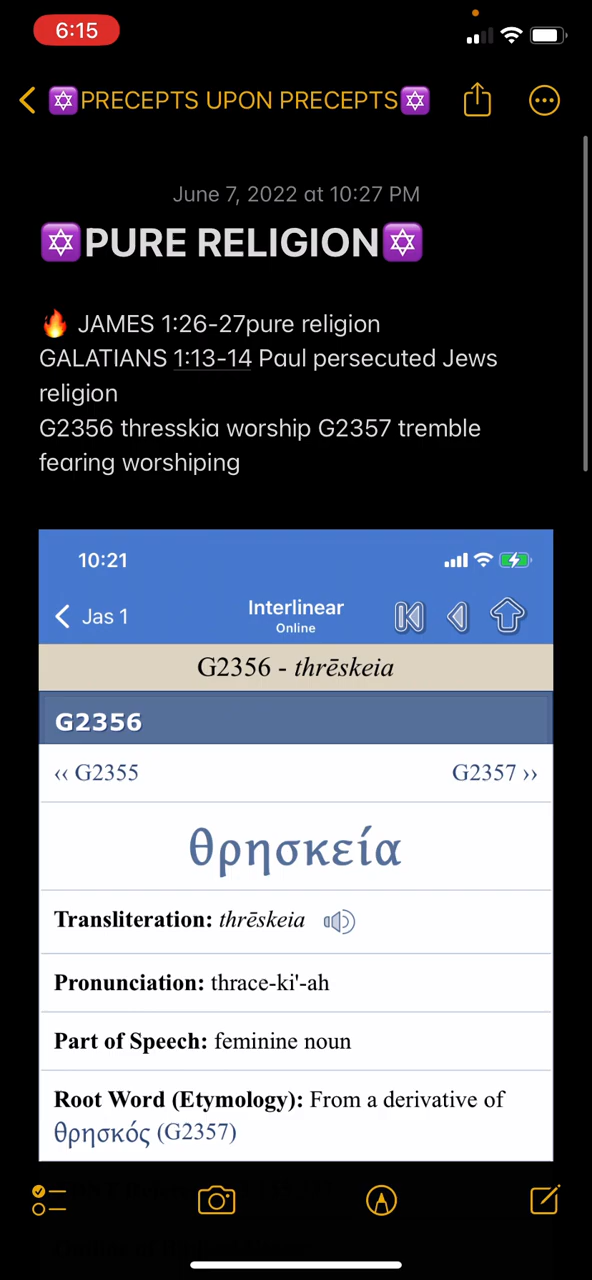 6:15
✡PRECEPTS UPON PRECEPTS✡
June 7, 2022 at 10:27 PM
✡PURE RELIGION✡
🔥 JAMES 1:26-27pure religion
GALATIANS 1:13-14 Paul persecuted Jews
religion
G2356 thresskia worship G2357 tremble
fearing worshiping
10:21
Jas 1
Interlinear
Online
G2356 - thrēskeia
G2356
‹‹ G2355
G2357 ››
θρησκεία
Transliteration: thrēskeia
Pronunciation: thrace-ki'-ah
Part of Speech: feminine noun
Root Word (Etymology): From a derivative of
θρησκός (G2357)